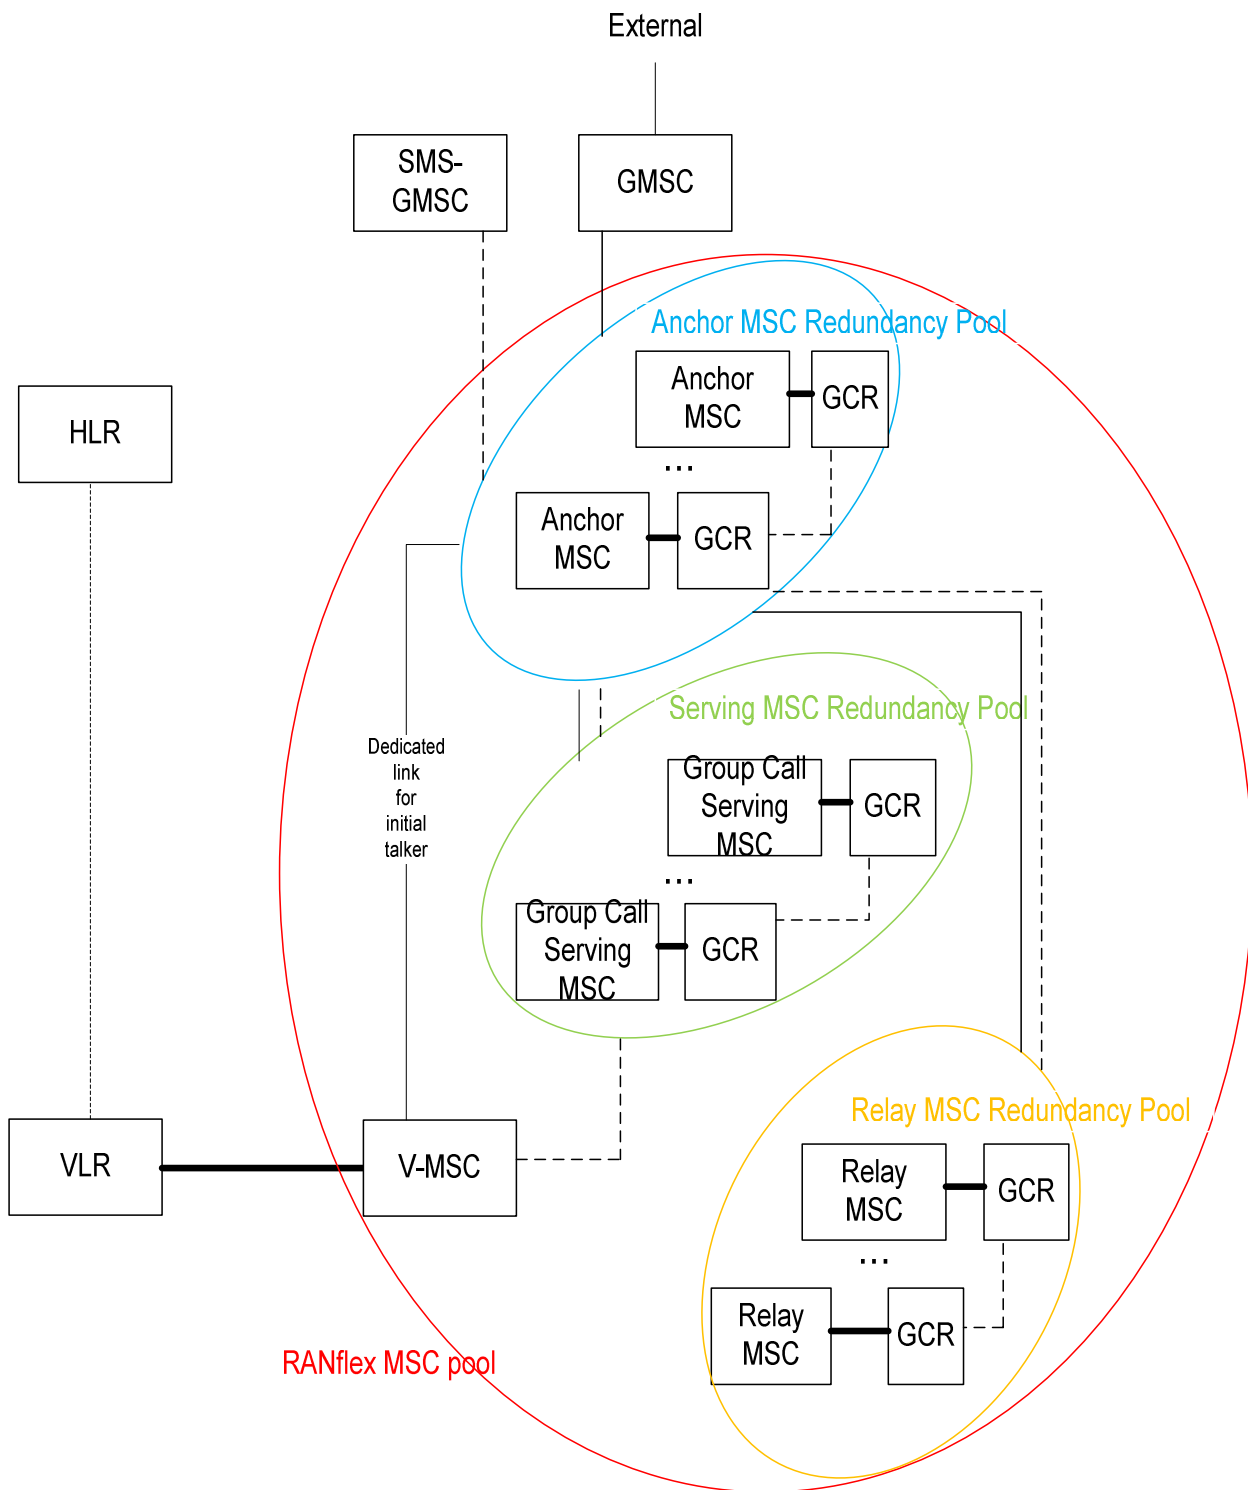 External
SMS-
GMSC
GMSC
Anchor MSC Redundancy Pool
Anchor
MSC
GCR
...
HLR
Anchor
MSC
GCR
Serving MSC Redundancy Pool
Dedicated
link
for
initial
talker
Group Call
Serving
MSC
GCR
...
Group Call
Serving
MSC
GCR
Relay MSC Redundancy Pool
VLR
V-MSC
Relay
MSC
GCR
...
Relay
MSC
GCR
RANflex MSC pool